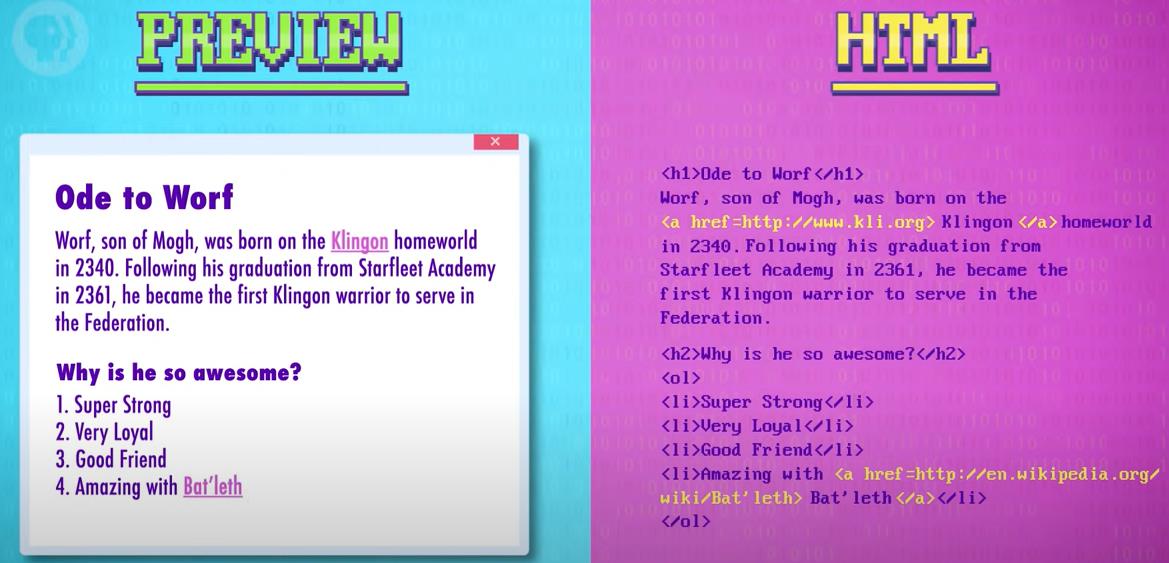 PREVIEW
Ode to Worf
Worf, son of Mogh, was born on the Klingon homeworld
in 2340. Following his graduation from Starfleet Academy
in 2361, he became the first Klingon warrior to serve in
the Federation.
Why is he so awesome?
1. Super Strong
2. Very Loyal
3. Good Friend
4. Amazing with Bat'leth
HTML
<h1>Ode to Worf</h1>
Worf, son of Mogh, was born on the
<a href=http://www.kli.org> Klingon </a> homeworld
in 2340. Following his graduation from
Starfleet Academy in 2361, he became the
first Klingon warrior to serve in the
Federation.
<h2>Why is he so awesome?</h2>
<ol>
<li>Super Strong</li>
<li>Very Loyal</li>
<li>Good Friend</li>
<li>Amazing with <a href=http://en.wikipedia.org/
wiki/Bat'leth> Bat'leth </a></li>
</ol>